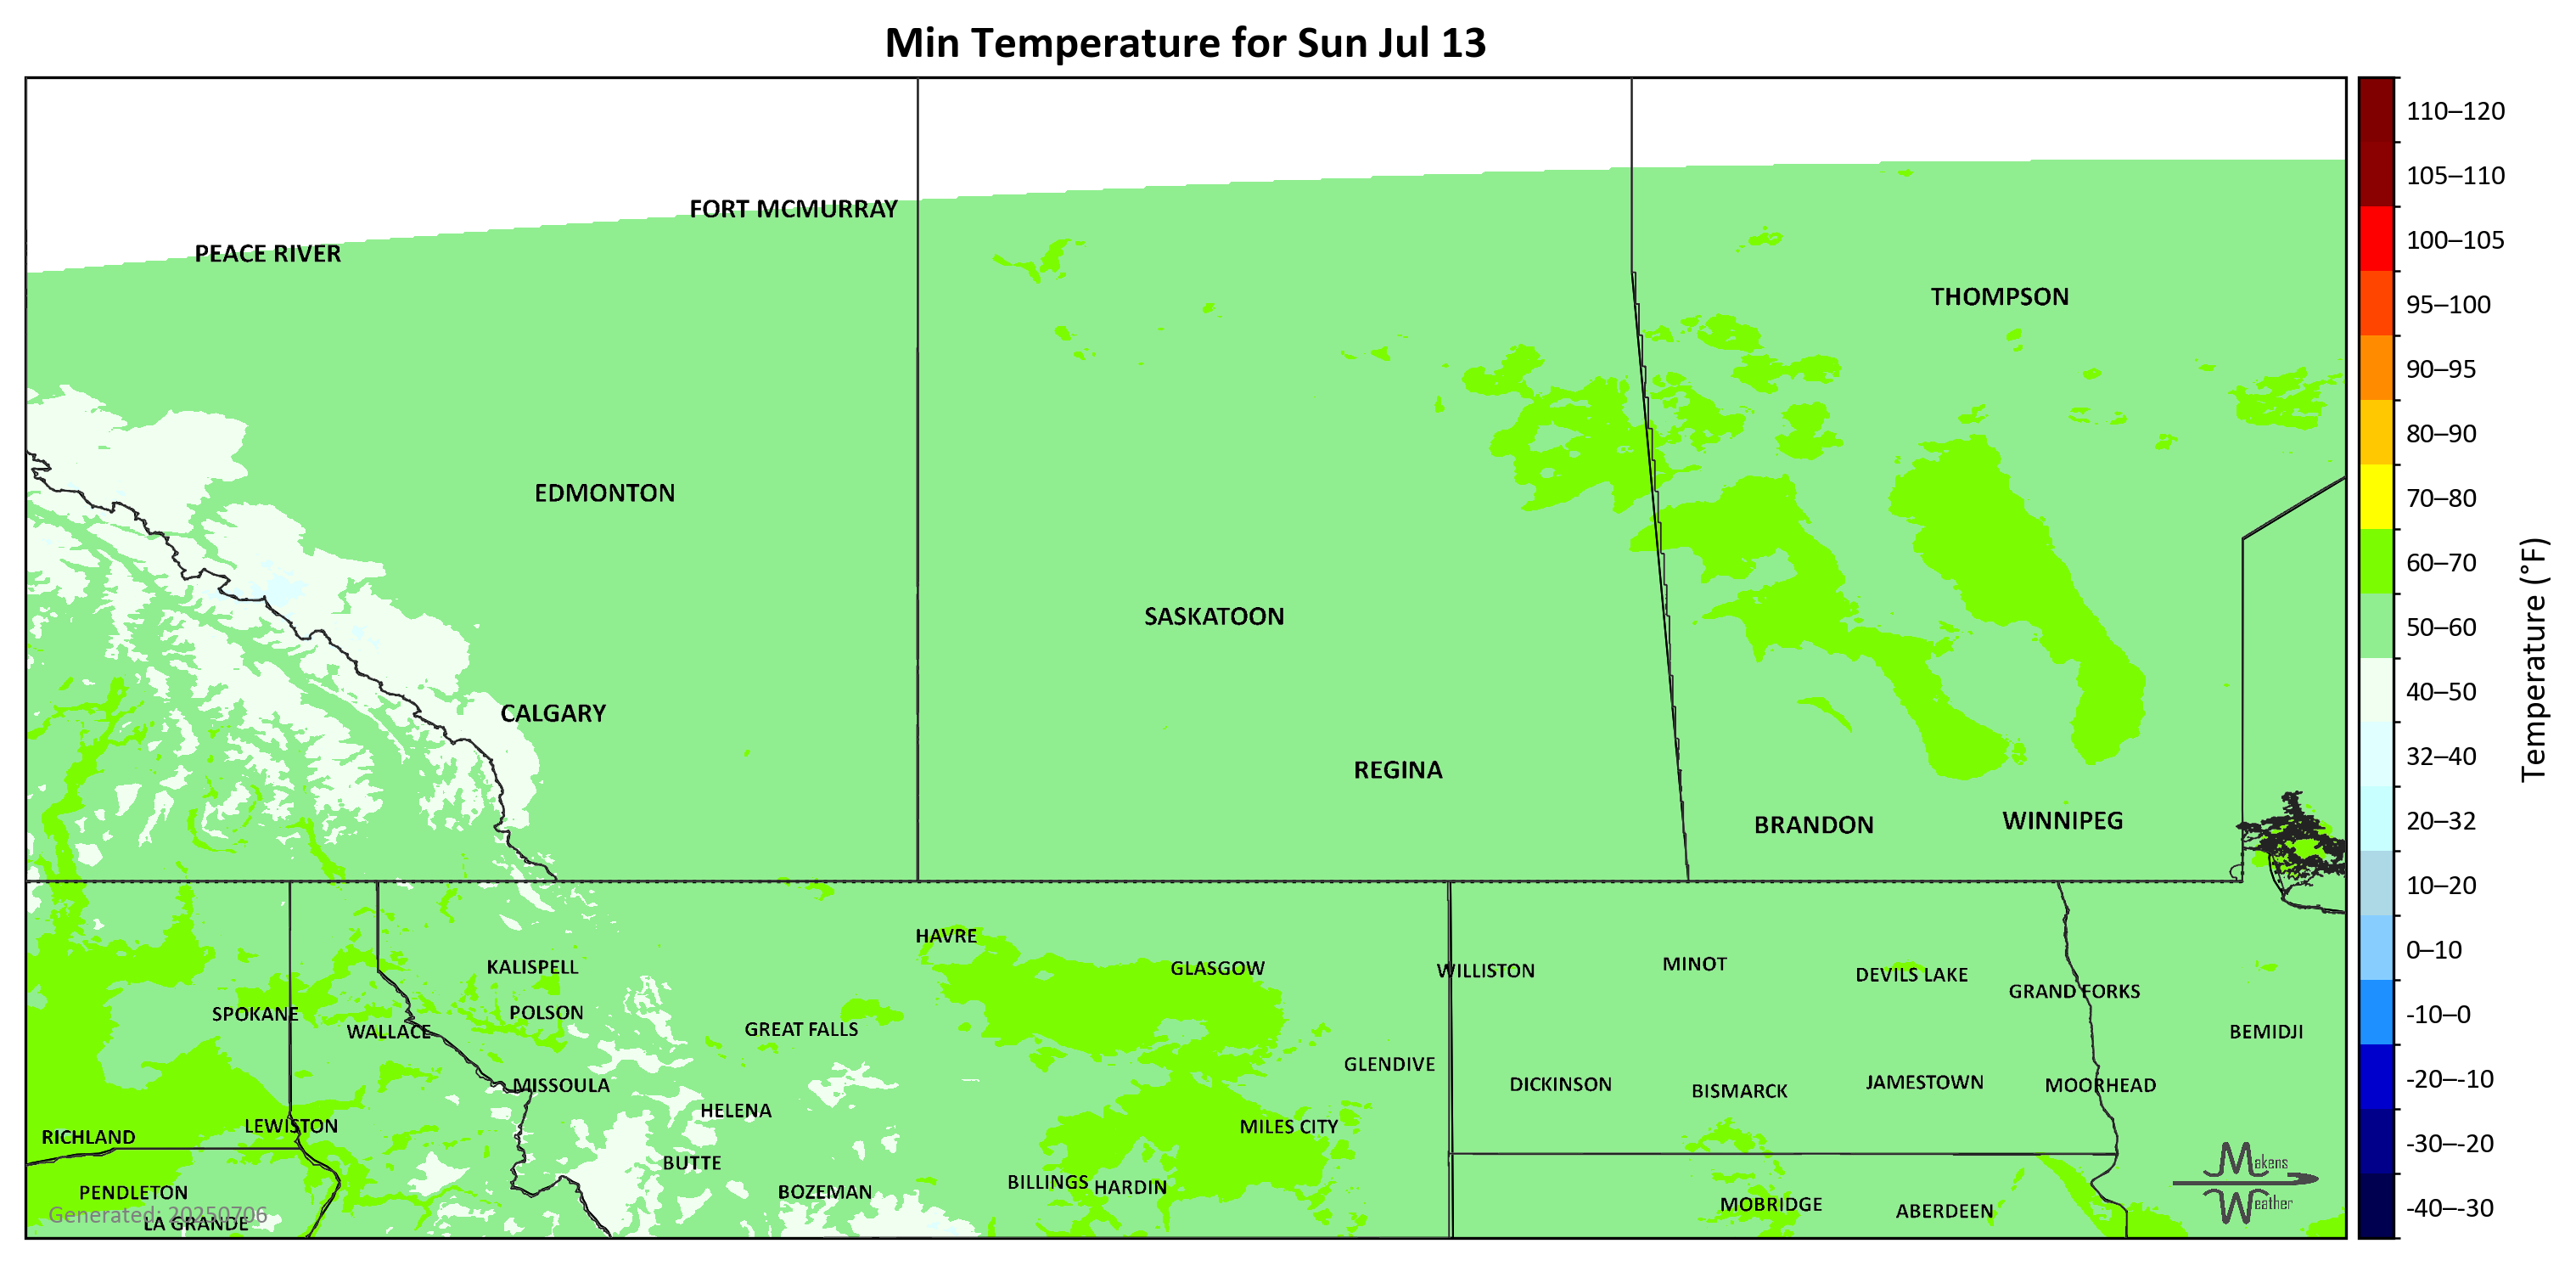 Min Temperature for Sun Jul 13
FORT MCMURRAY
PEACE RIVER
THOMPSON
EDMONTON
SASKATOON
CALGARY
REGINA
BRANDON
WINNIPEG
HAVRE
KALISPELL
GLASGOW
WILLISTON
MINOT
DEVILS LAKE
GRAND FORKS
SPOKANE
POLSON
WALLACE
GREAT FALLS
BEMIDJI
GLENDIVE
MISSOULA
DICKINSON
BISMARCK
JAMESTOWN
MOORHEAD
HELENA
LEWISTON
MILES CITY
RICHLAND
BUTTE
BILLINGS
HARDIN
PENDLETON
BOZEMAN
MOBRIDGE
ABERDEEN
LA GRANDE
Generated: 20250706
Makens
Weather
110–120
105–110
100–105
95–100
90–95
80–90
70–80
60–70
50–60
40–50
32–40
20–32
10–20
0–10
-10–0
-20–-10
-30–-20
-40–-30
Temperature (°F)